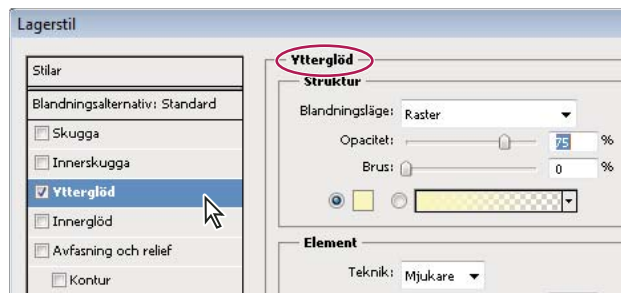 Lagerstil
Stilar
Blandningsalternativ: Standard
Skugga
Innerskugga
Ytterglöd
Innerglöd
Avfasning och relief
Kontur
Ytterglöd
Struktur
Blandningsläge: Raster
Opacitet: 75 %
Brus: 0 %
Element
Teknik: Mjukare